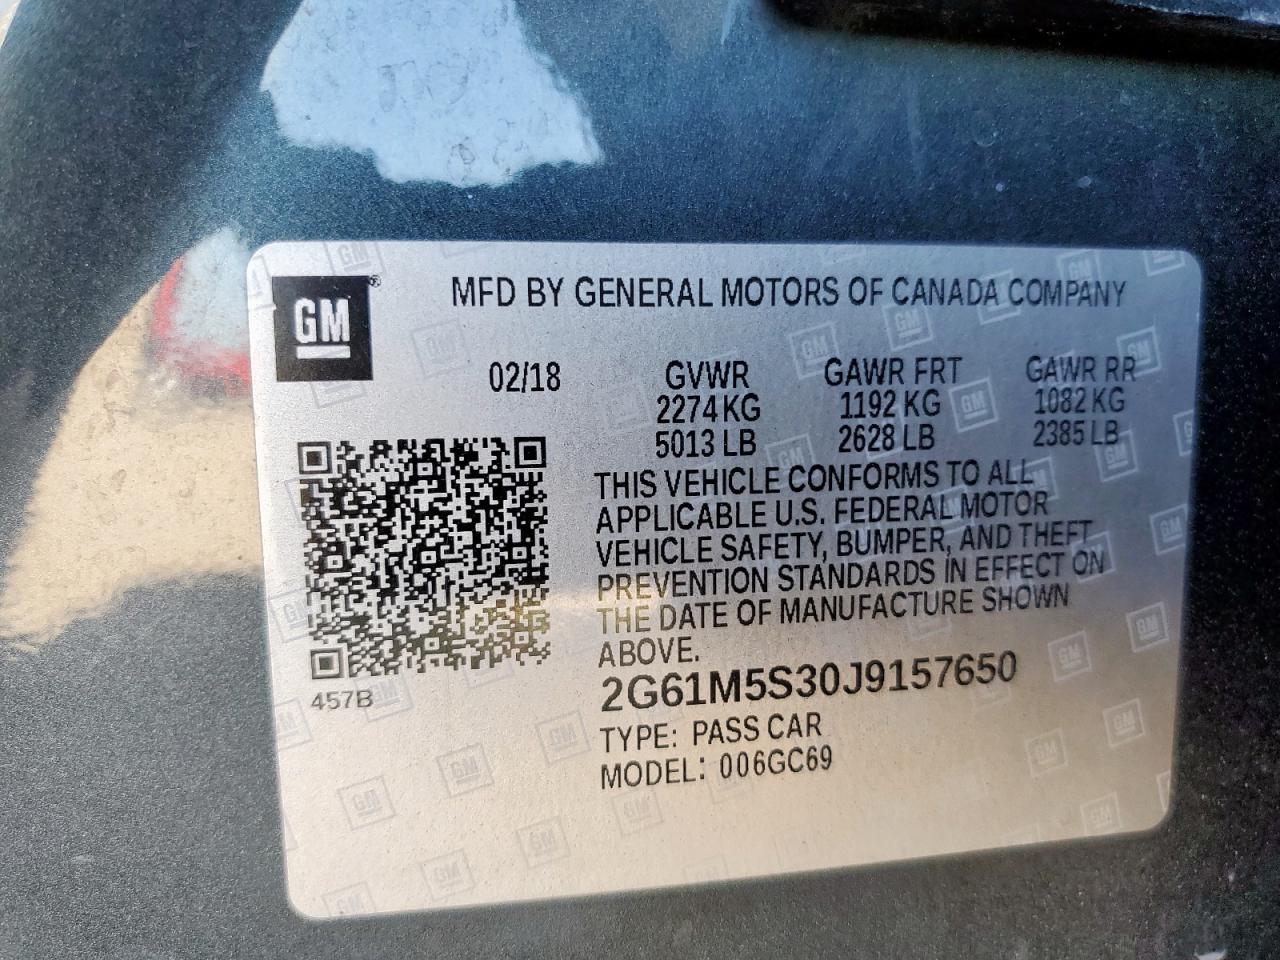 GM®
MFD BY GENERAL MOTORS OF CANADA COMPANY
02/18 GVWR GAWR FRT GAWR RR
2274 KG 1192 KG 1082 KG
5013 LB 2628 LB 2385 LB
THIS VEHICLE CONFORMS TO ALL
APPLICABLE U.S. FEDERAL MOTOR
VEHICLE SAFETY, BUMPER, AND THEFT
PREVENTION STANDARDS IN EFFECT ON
THE DATE OF MANUFACTURE SHOWN
ABOVE.
457B
2G61M5S30J9157650
TYPE: PASS CAR
MODEL: 006GC69